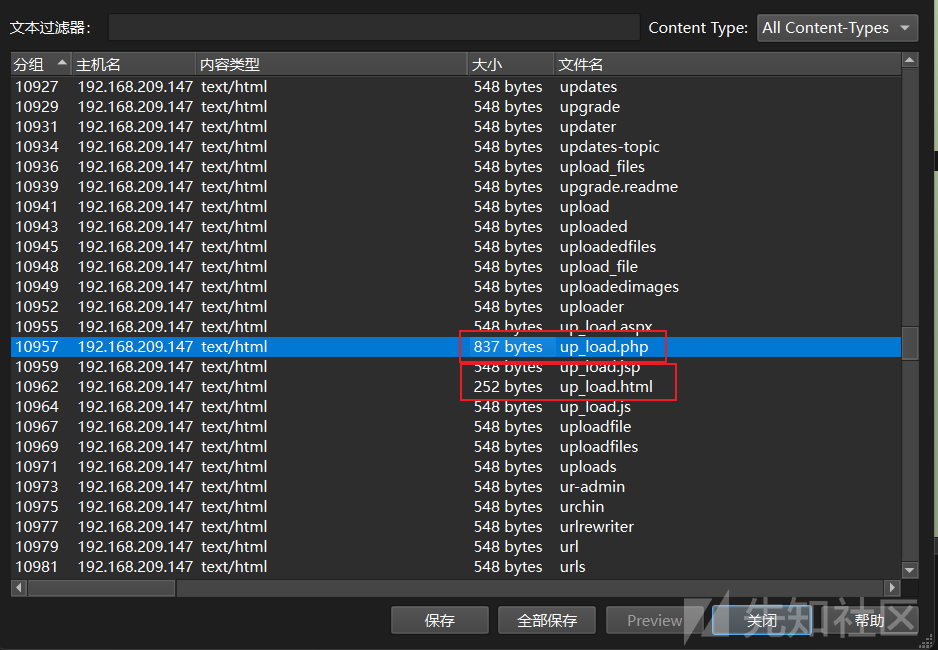 文本过滤器: Content Type: All Content-Types
分组 主机名 内容类型 大小 文件名
10927 192.168.209.147 text/html 548 bytes updates
10929 192.168.209.147 text/html 548 bytes upgrade
10931 192.168.209.147 text/html 548 bytes updater
10934 192.168.209.147 text/html 548 bytes updates-topic
10936 192.168.209.147 text/html 548 bytes upload_files
10939 192.168.209.147 text/html 548 bytes upgrade.readme
10941 192.168.209.147 text/html 548 bytes upload
10943 192.168.209.147 text/html 548 bytes uploaded
10945 192.168.209.147 text/html 548 bytes uploadedfiles
10948 192.168.209.147 text/html 548 bytes upload_file
10949 192.168.209.147 text/html 548 bytes uploadedimages
10952 192.168.209.147 text/html 548 bytes uploader
10955 192.168.209.147 text/html 548 bytes up_load.aspx
10957 192.168.209.147 text/html 837 bytes up_load.php
10959 192.168.209.147 text/html 548 bytes up_load.jsp
10962 192.168.209.147 text/html 252 bytes up_load.html
10964 192.168.209.147 text/html 548 bytes up_load.js
10967 192.168.209.147 text/html 548 bytes uploadfile
10969 192.168.209.147 text/html 548 bytes uploadfiles
10971 192.168.209.147 text/html 548 bytes uploads
10973 192.168.209.147 text/html 548 bytes ur-admin
10975 192.168.209.147 text/html 548 bytes urchin
10977 192.168.209.147 text/html 548 bytes urlrewriter
10979 192.168.209.147 text/html 548 bytes url
10981 192.168.209.147 text/html 548 bytes urls
保存 全部保存 Preview 关闭 帮助
先知社区